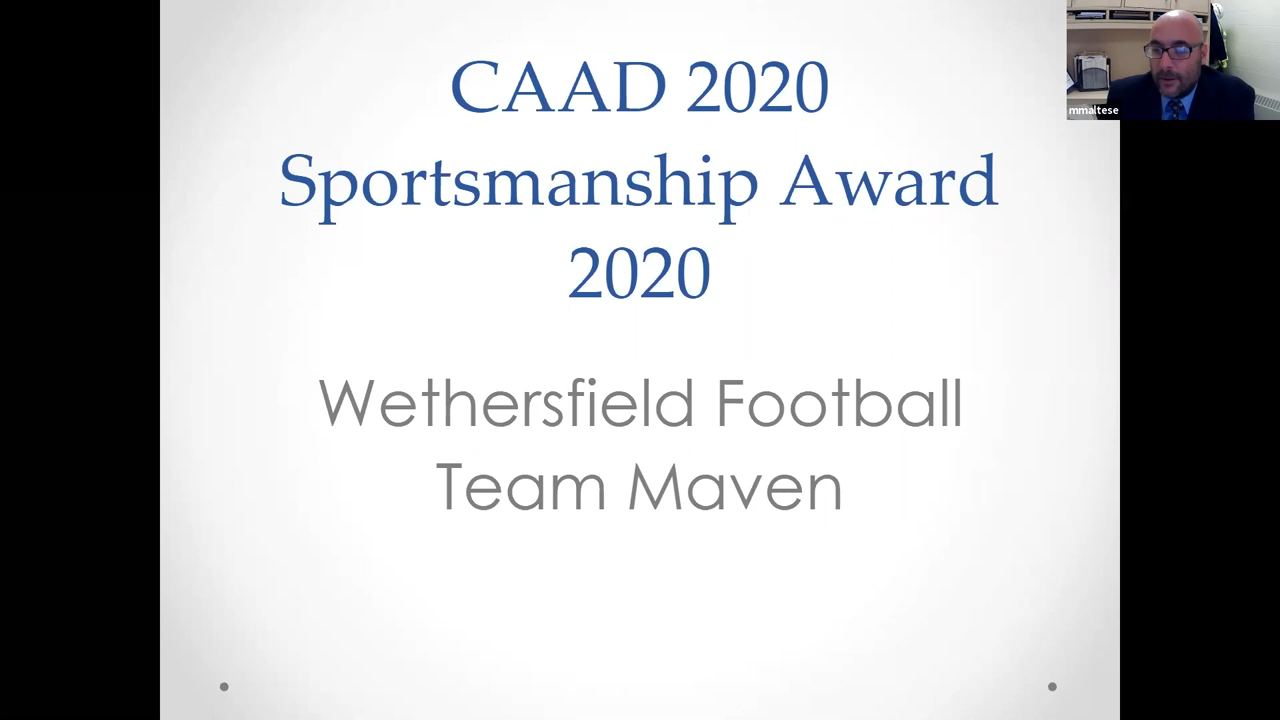 CAAD 2020
Sportsmanship Award
2020
Wethersfield Football
Team Maven
mmaltese